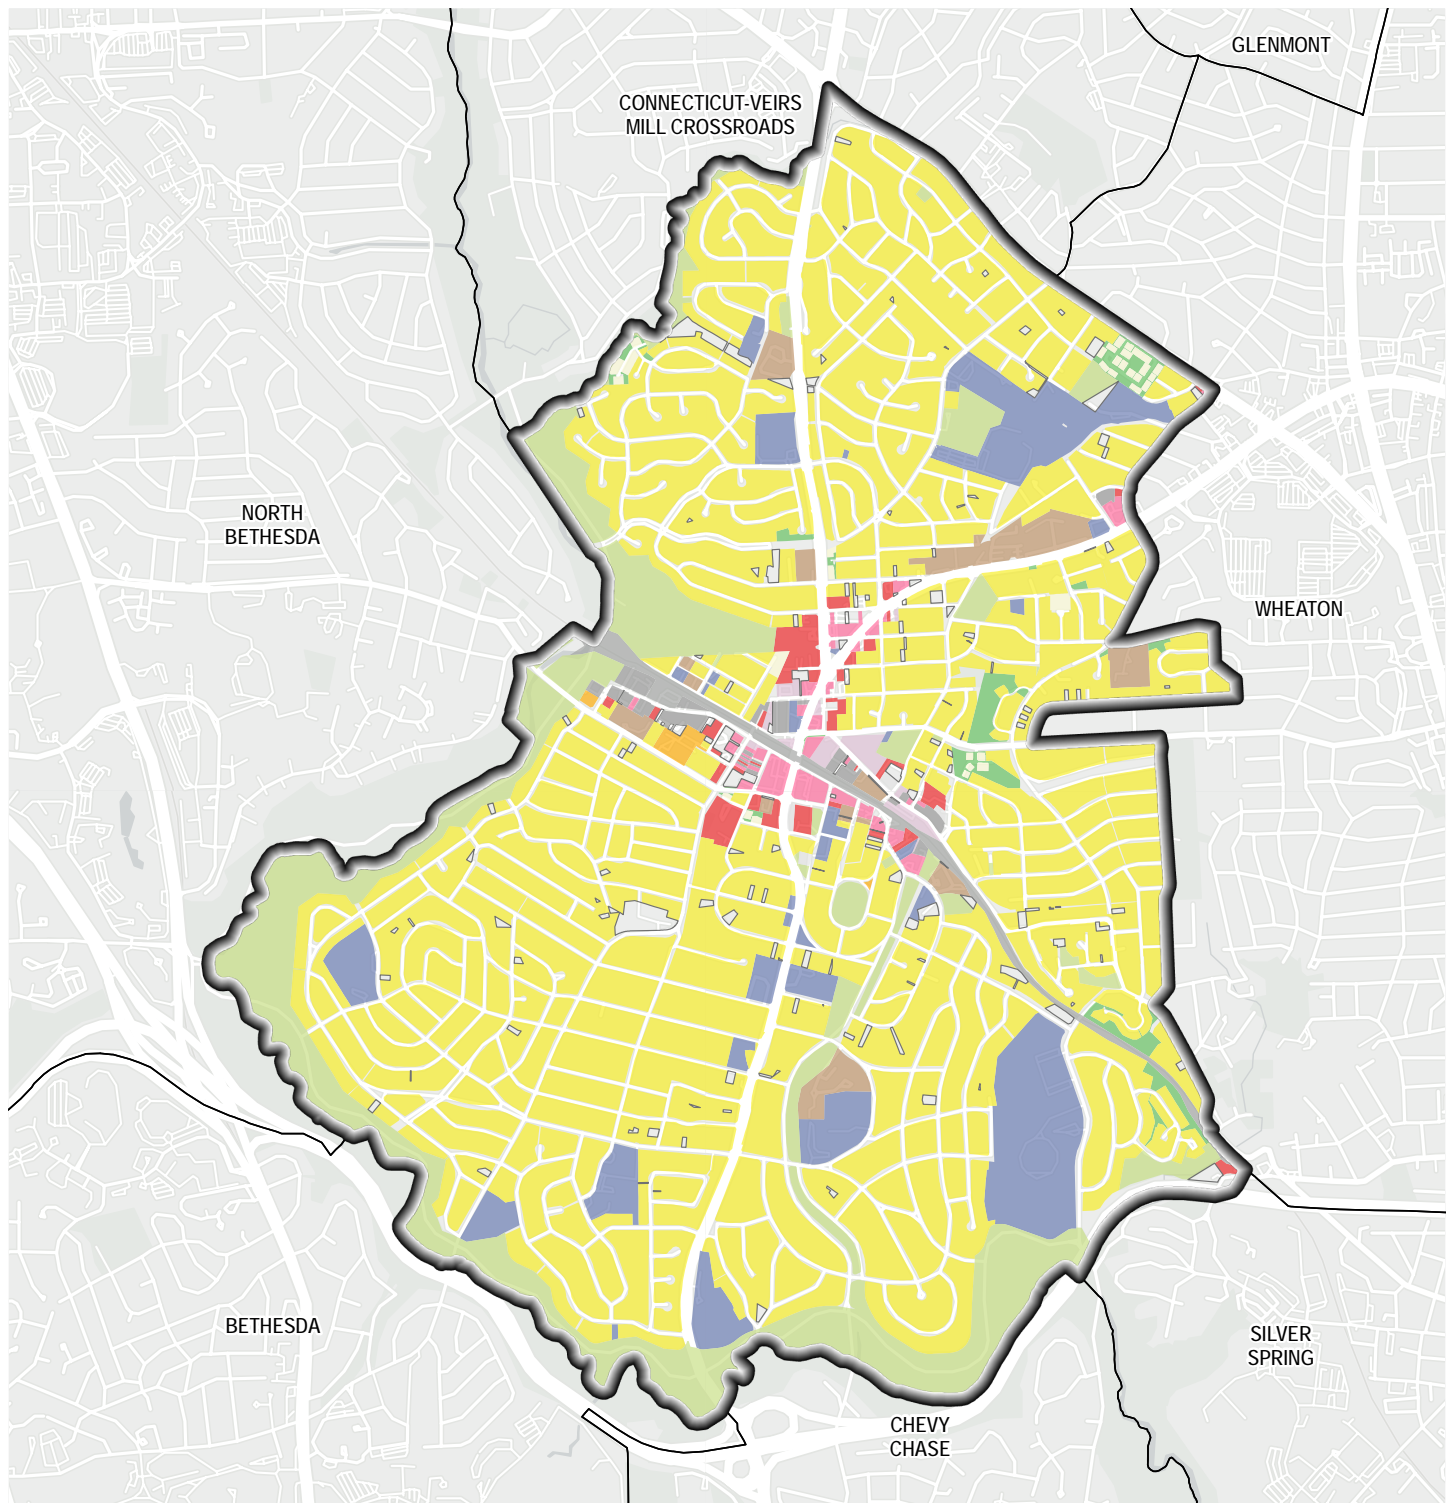 GLENMONT
CONNECTICUT-VEIRS
MILL CROSSROADS
NORTH
BETHESDA
WHEATON
BETHESDA
SILVER
SPRING
CHEVY
CHASE